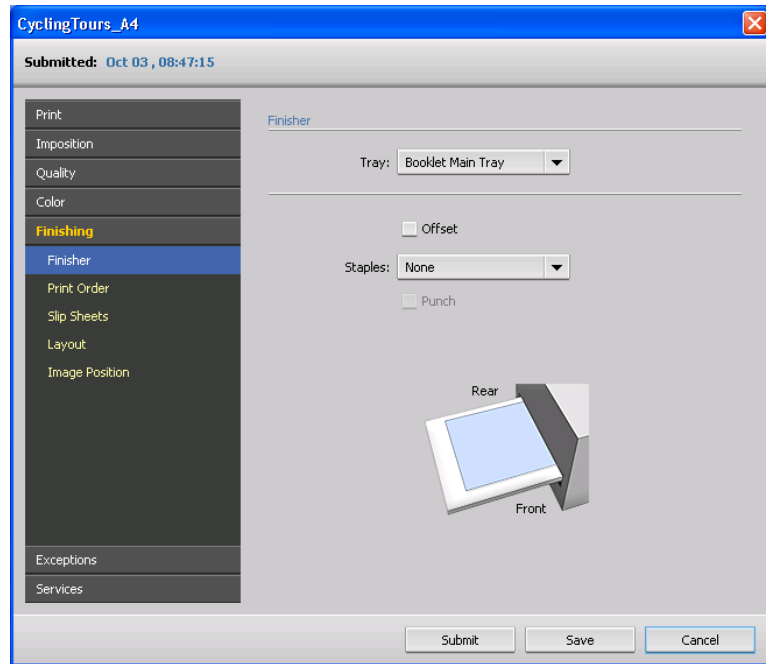 CyclingTours_A4
Submitted: Oct 03 , 08:47:15
Print
Imposition
Quality
Color
Finishing
Finisher
Print Order
Slip Sheets
Layout
Image Position
Exceptions
Services
Finisher
Tray: Booklet Main Tray
Offset
Staples: None
Punch
Rear
Front
Submit Save Cancel